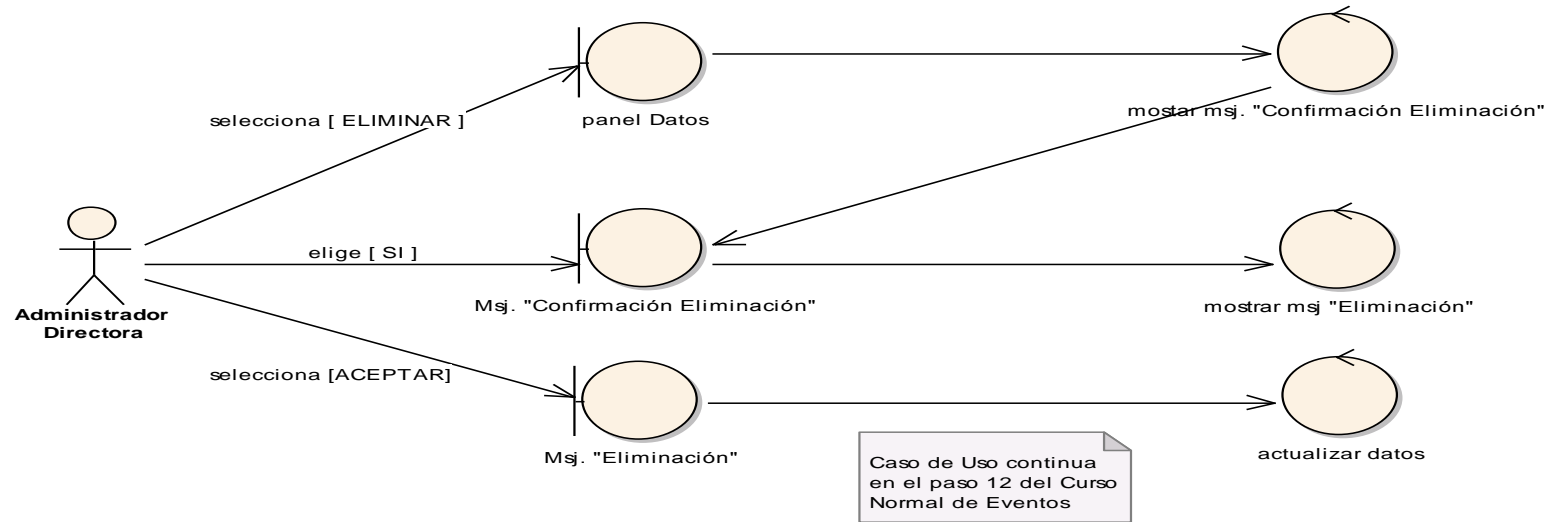 selecciona [ ELIMINAR ]
panel Datos
mostar msj. "Confirmación Eliminación"
elige [ SI ]
Msj. "Confirmación Eliminación"
mostrar msj "Eliminación"
Administrador
Directora
selecciona [ACEPTAR]
Msj. "Eliminación"
actualizar datos
Caso de Uso continua
en el paso 12 del Curso
Normal de Eventos